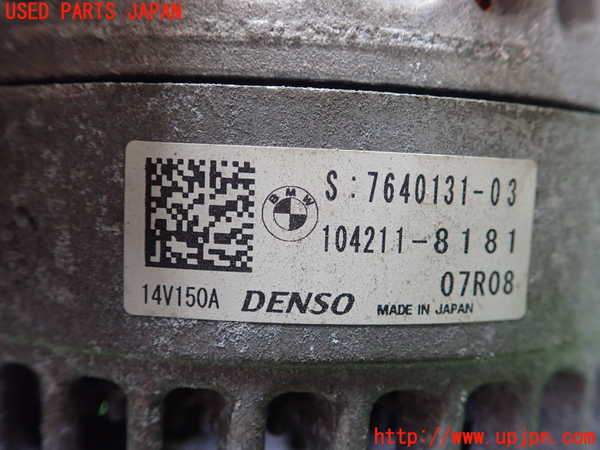 USED PARTS JAPAN
BMW
S:7640131-03
104211-8181
07R08
14V150A DENSO MADE IN JAPAN
http://www.upjpn.com